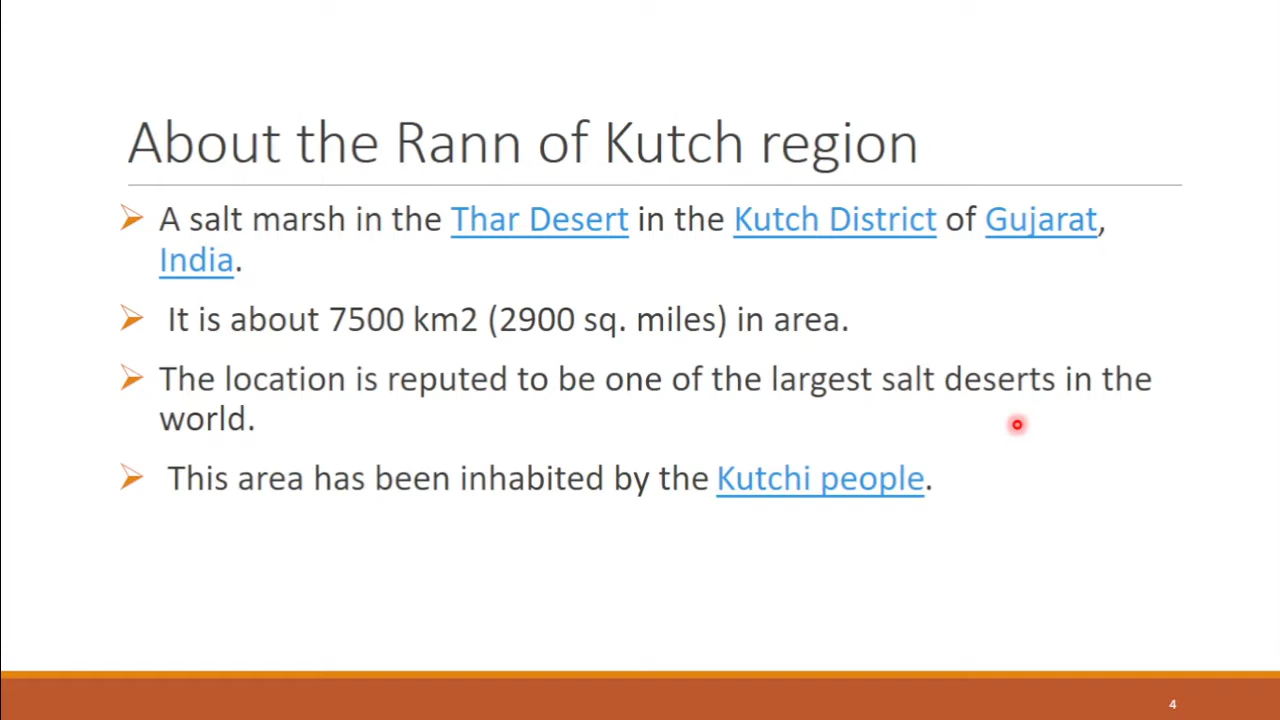 About the Rann of Kutch region
A salt marsh in the Thar Desert in the Kutch District of Gujarat,
India.
It is about 7500 km2 (2900 sq. miles) in area.
The location is reputed to be one of the largest salt deserts in the
world.
This area has been inhabited by the Kutchi people.
4